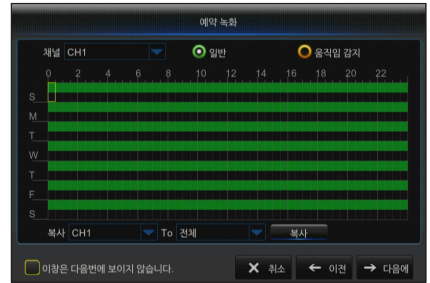 예약 녹화
채널 CH1 일반 움직임 감지
0 2 4 6 8 10 12 14 16 18 20 22
S
M
T
W
T
F
S
복사 CH1 To 전체 복사
이창은 다음번에 보이지 않습니다. 취소 이전 다음에